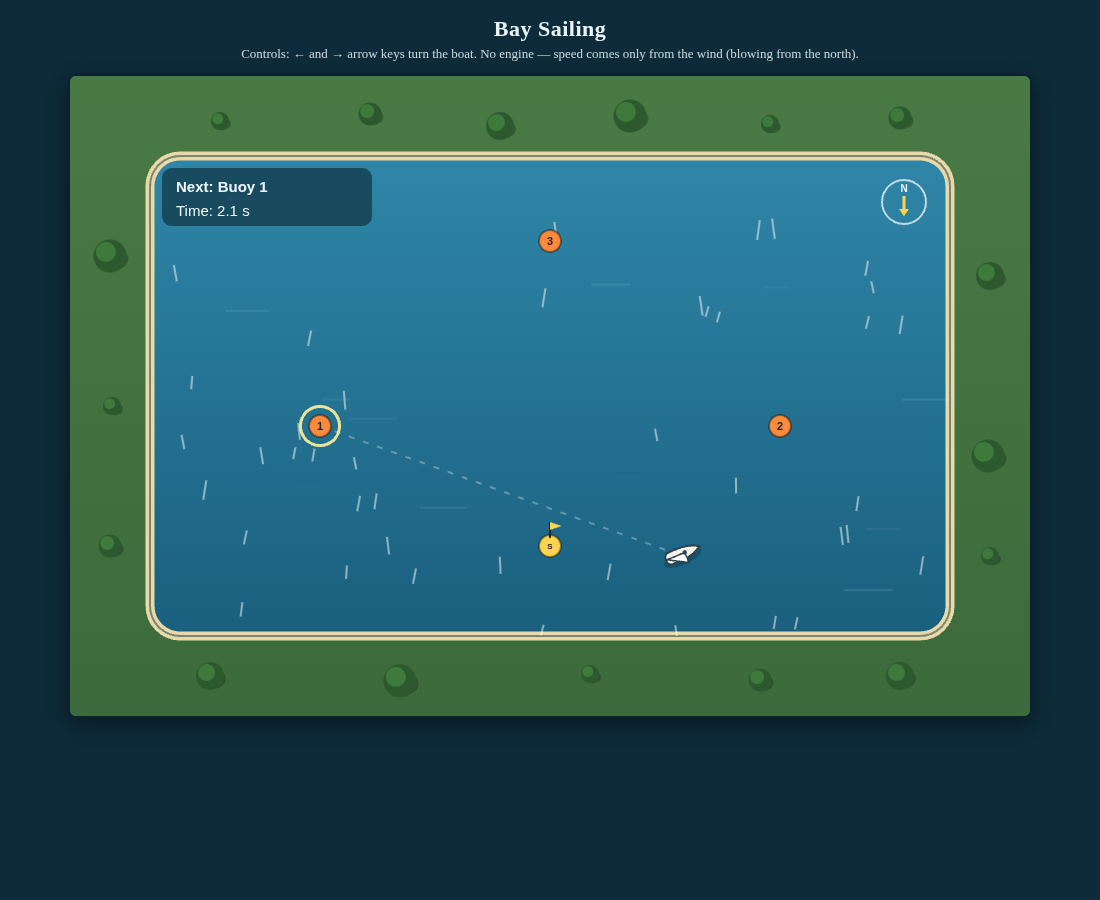 Bay Sailing
Controls: ← and → arrow keys turn the boat. No engine — speed comes only from the wind (blowing from the north).
Next: Buoy 1
Time: 2.1 s
N
3
1
2
S